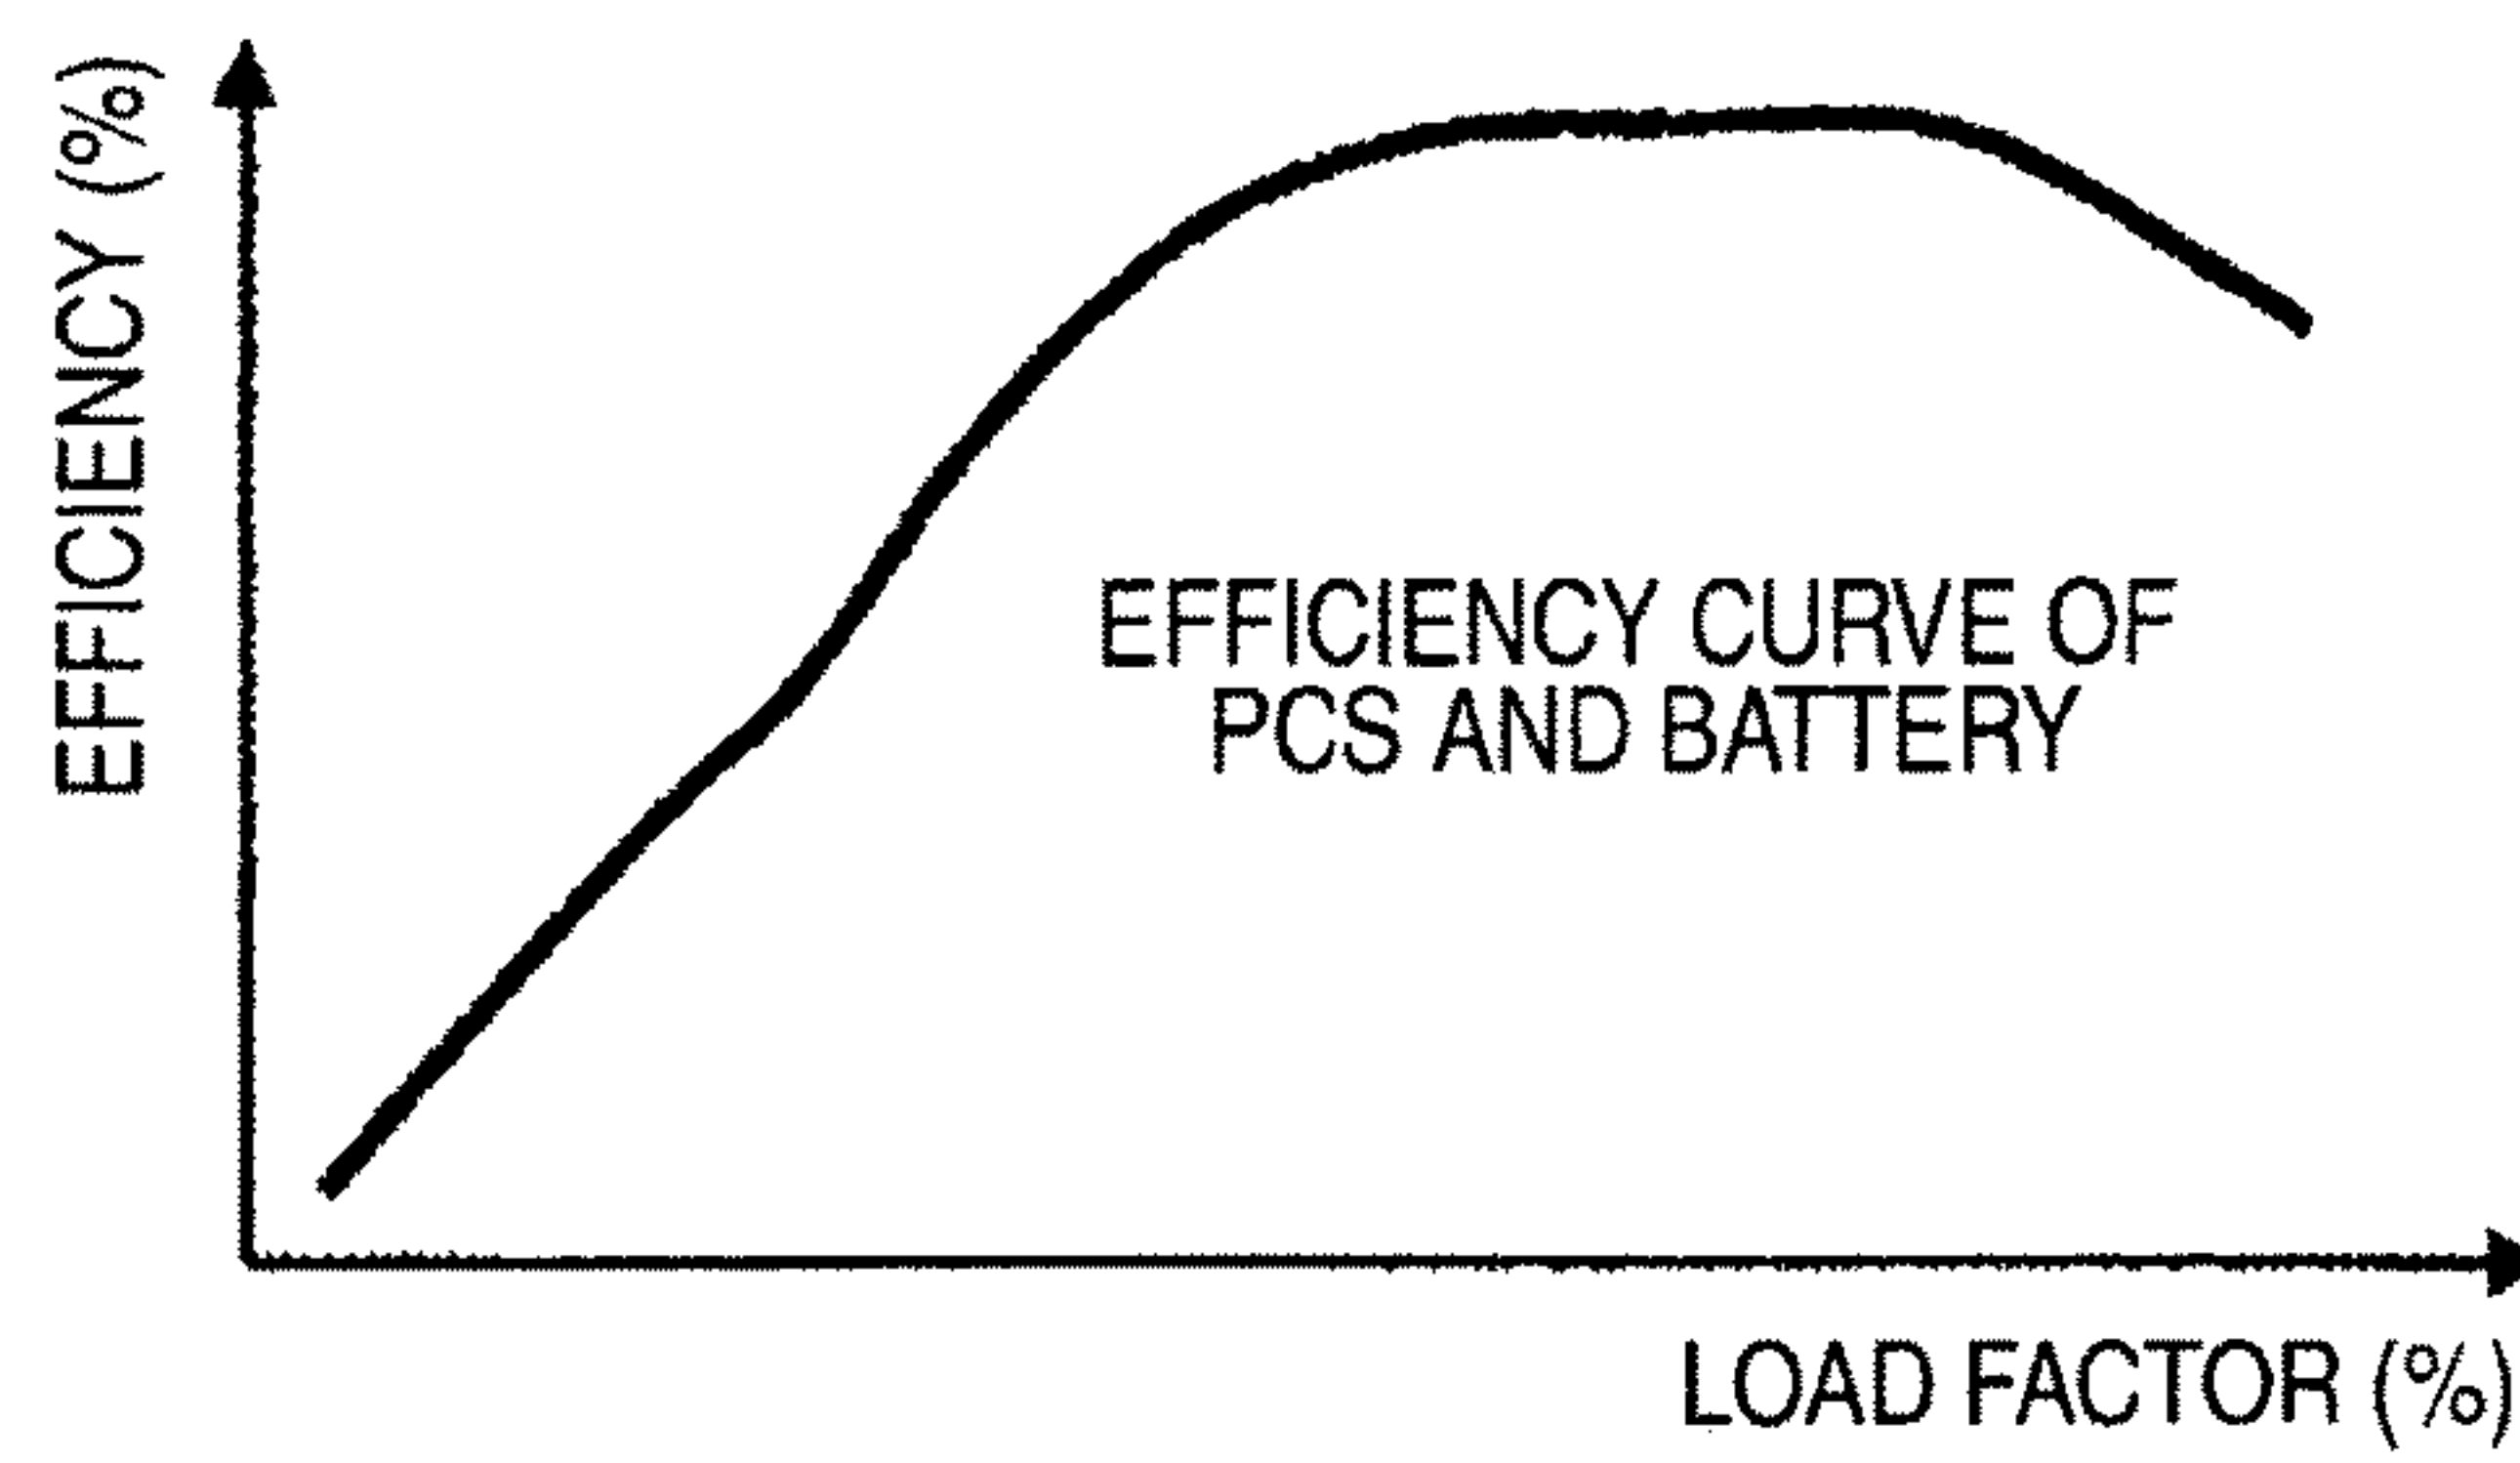 EFFICIENCY (%)
EFFICIENCY CURVE OF
PCS AND BATTERY
LOAD FACTOR (%)